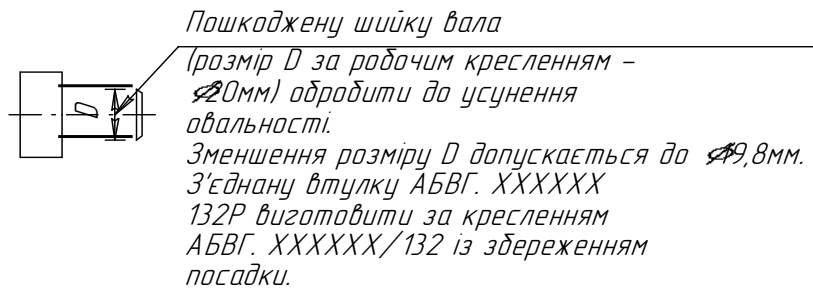 Пошкоджену шийку вала
(розмір D за робочим кресленням –
⌀20мм) обробити до усунення
овальності.
Зменшення розміру D допускається до ⌀19,8мм.
З'єднану втулку АБВГ. XXXXXX
132Р виготовити за кресленням
АБВГ. XXXXXX/132 із збереженням
посадки.
D